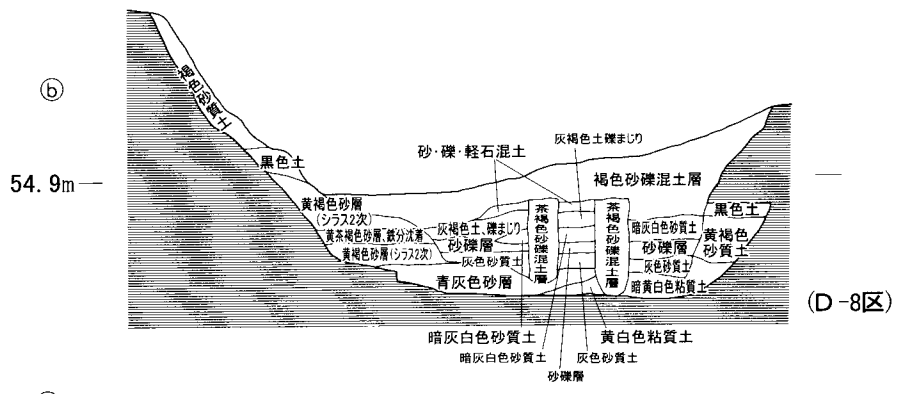 ⓑ
褐色砂質土
黒色土
砂・礫・軽石混土
灰褐色土礫まじり
54.9m
褐色砂礫混土層
黄褐色砂層
(シラス2次)
黄茶褐色砂層、鉄分沈着
黄褐色砂層(シラス2次)
灰褐色土、礫まじり
砂礫層
灰色砂質土
青灰色砂層
茶褐色砂礫混土層
茶褐色砂礫混土層
暗灰白色砂質土
砂礫層
灰色砂質土
暗黄白色粘質土
黒色土
黄褐色
砂質土
(D-8区)
暗灰白色砂質土
黄白色粘質土
暗灰白色砂質土
灰色砂質土
砂礫層